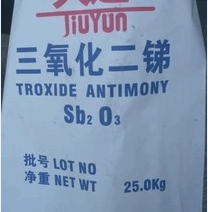 JiUYUN
三氧化二锑
TROXIDE ANTIMONY
Sb₂ O₃
批号 LOT NO
净重 NET WT 25.0Kg